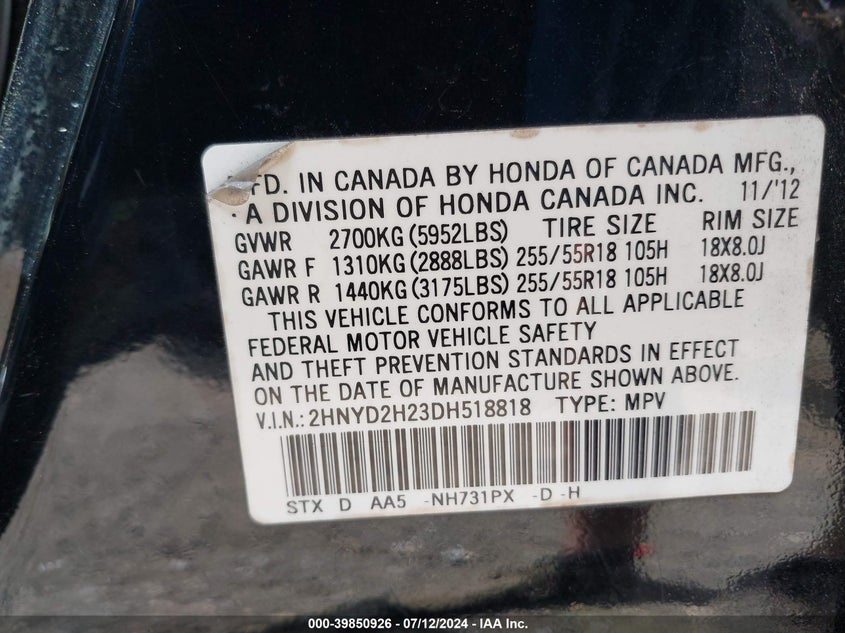 FD. IN CANADA BY HONDA OF CANADA MFG.,
A DIVISION OF HONDA CANADA INC. 11/'12
GVWR 2700KG (5952LBS) TIRE SIZE RIM SIZE
GAWR F 1310KG (2888LBS) 255/55R18 105H 18X8.0J
GAWR R 1440KG (3175LBS) 255/55R18 105H 18X8.0J
THIS VEHICLE CONFORMS TO ALL APPLICABLE
FEDERAL MOTOR VEHICLE SAFETY
AND THEFT PREVENTION STANDARDS IN EFFECT
ON THE DATE OF MANUFACTURE SHOWN ABOVE.
V.I.N.: 2HNYD2H23DH518818 TYPE: MPV
STX D AA5 -NH731PX -D -H
000-39850926 - 07/12/2024 - IAA Inc.